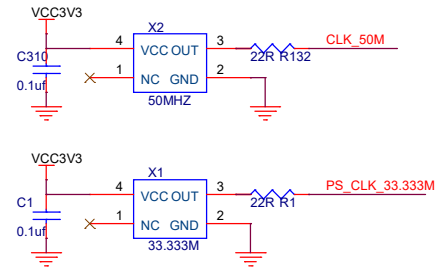 VCC3V3
X2
CLK_50M
4 VCC OUT 3
C310
22R R132
1 NC GND 2
0.1uf
50MHZ
VCC3V3
X1
PS_CLK_33.333M
4 VCC OUT 3
C1
22R R1
1 NC GND 2
0.1uf
33.333M